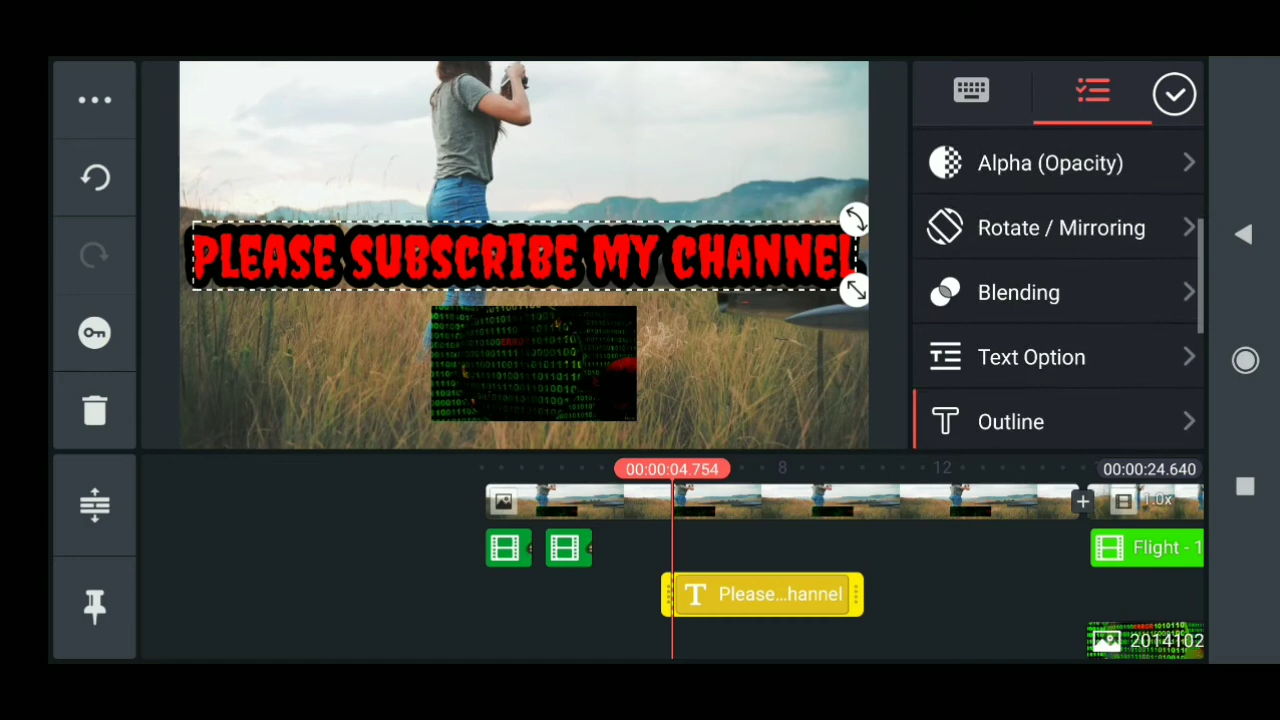 PLEASE SUBSCRIBE MY CHANNEL
Alpha (Opacity)
Rotate / Mirroring
Blending
Text Option
Outline
00:00:04.754
8
12
00:00:24.640
1.0x
Flight - 1
Please...hannel
2014102